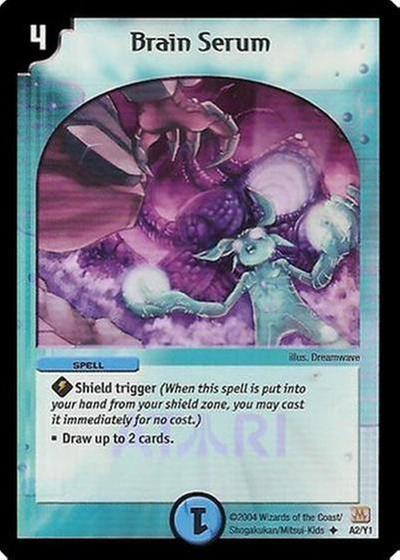 4
Brain Serum
illus. Dreamwave
SPELL
Shield trigger (When this spell is put into
your hand from your shield zone, you may cast
it immediately for no cost.)
▪ Draw up to 2 cards.
1
©2004 Wizards of the Coast/
Shogakukan/Mitsui-Kids ♦ A2/Y1